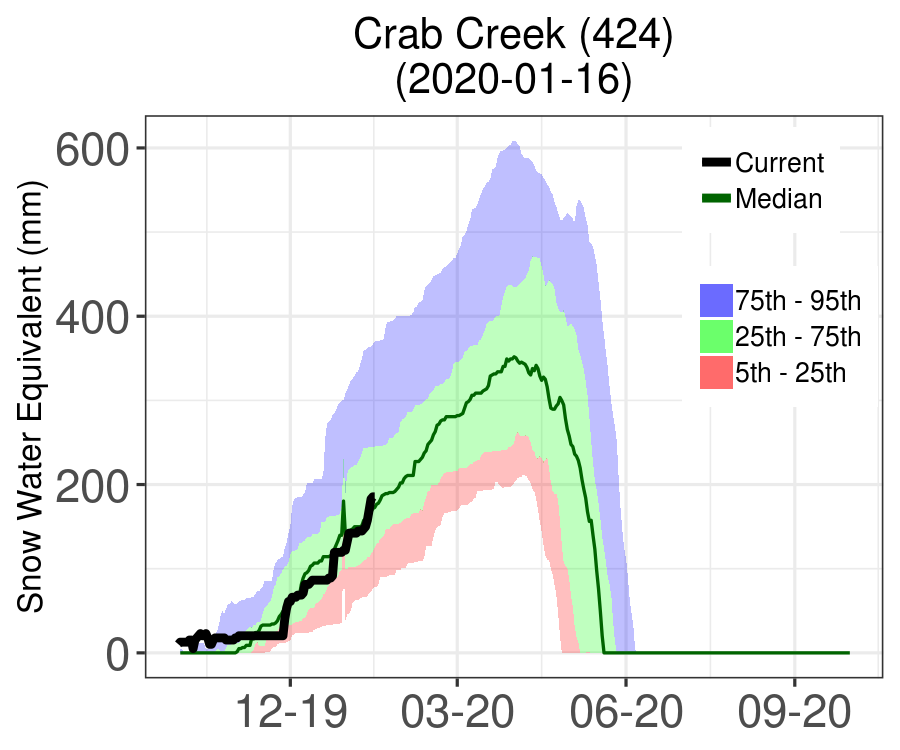 Crab Creek (424)
(2020-01-16)
Snow Water Equivalent (mm)
600
400
200
0
12-19
03-20
06-20
09-20
Current
Median
75th - 95th
25th - 75th
5th - 25th